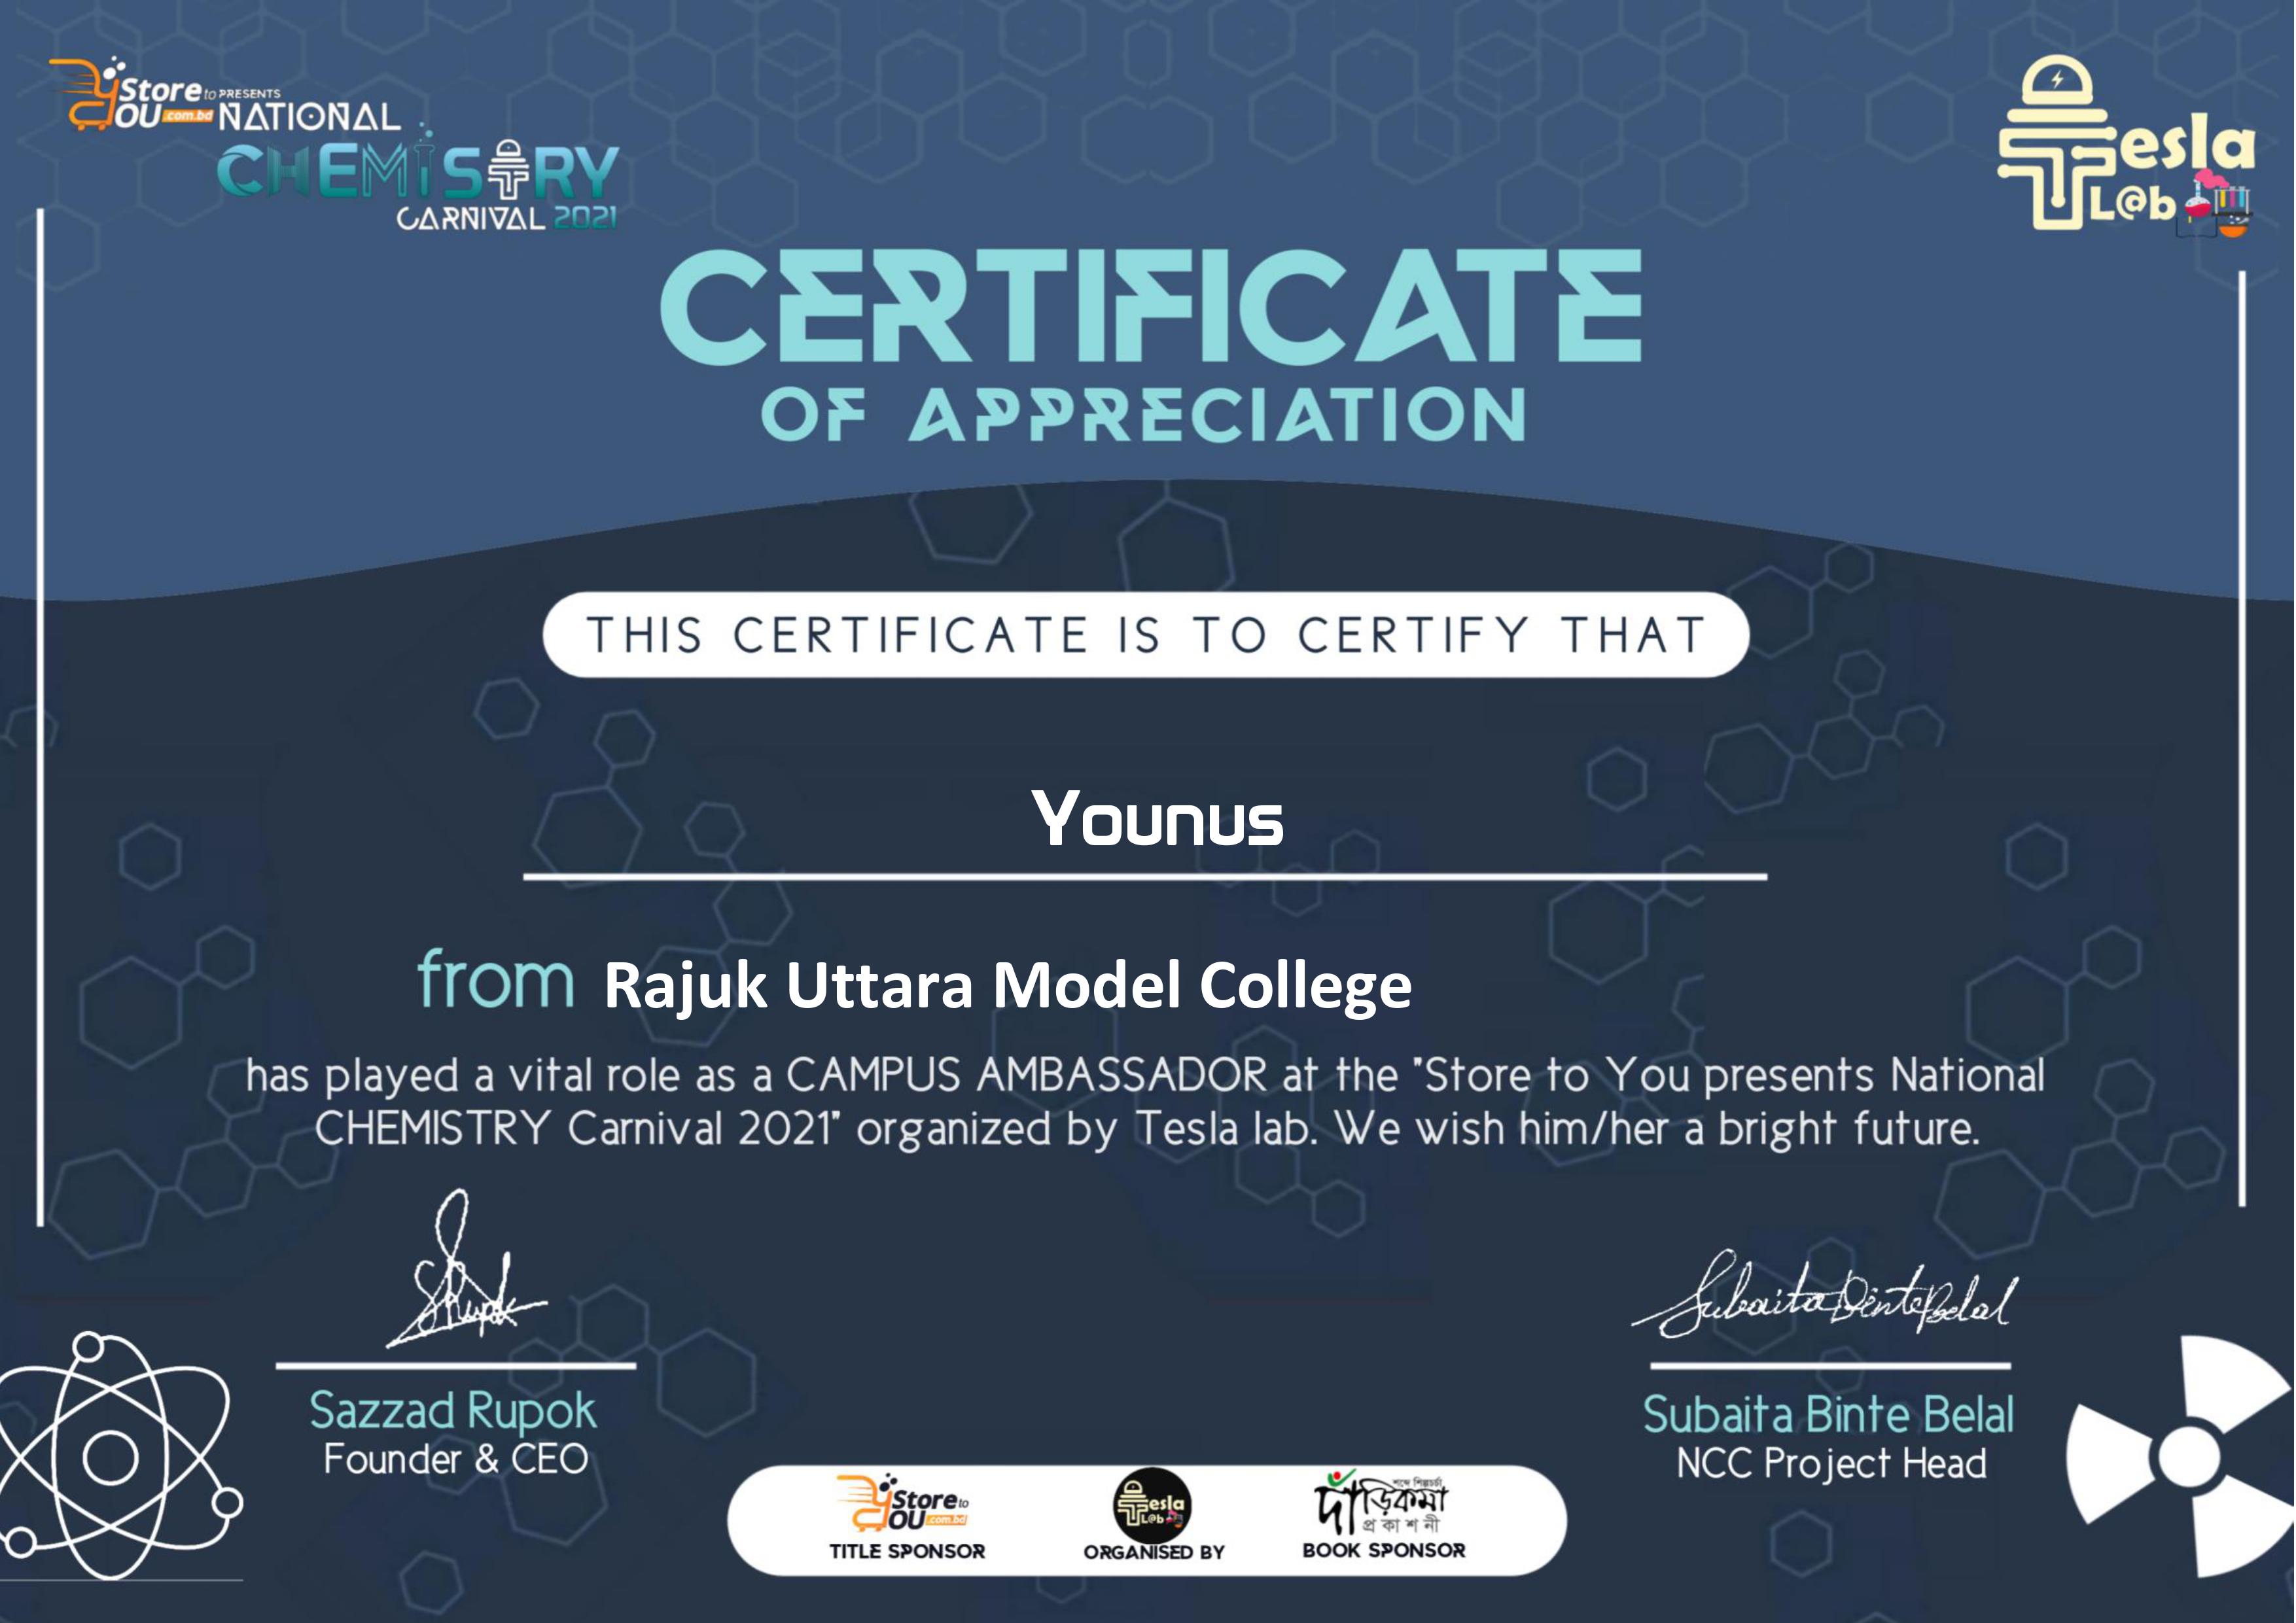 Store to PRESENTS
YOU .com.bd NATIONAL
CHEMISTRY
CARNIVAL 2021
Tesla
L@b
CERTIFICATE
OF APPRECIATION
THIS CERTIFICATE IS TO CERTIFY THAT
Younus
from Rajuk Uttara Model College
has played a vital role as a CAMPUS AMBASSADOR at the "Store to You presents National
CHEMISTRY Carnival 2021" organized by Tesla lab. We wish him/her a bright future.
Subaita Binte Belal
Sazzad Rupok
Founder & CEO
Subaita Binte Belal
NCC Project Head
Store to
YOU .com.bd
TITLE SPONSOR
Tesla
L@b
ORGANISED BY
শব্দে শিল্পচর্চা
দাঁড়িকমা
প্রকাশনী
BOOK SPONSOR